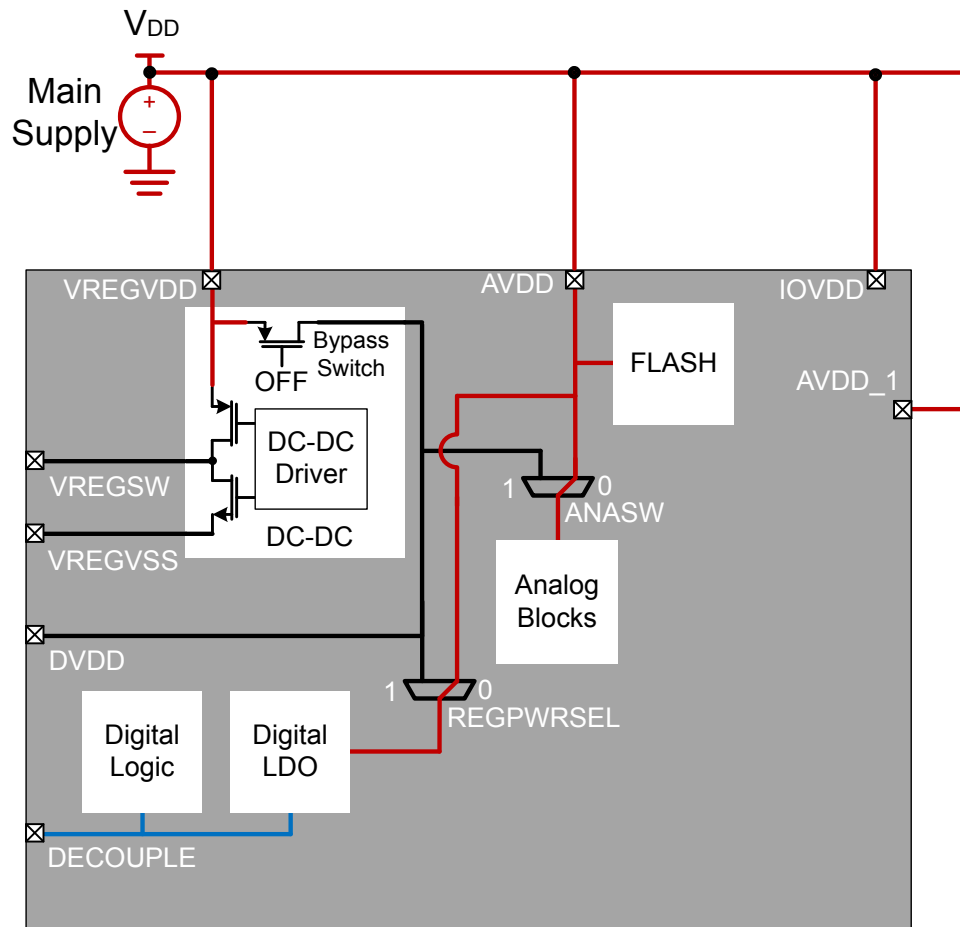 VDD
Main
Supply
+
–
VREGVDD
AVDD
IOVDD
Bypass
Switch
OFF
FLASH
AVDD_1
DC-DC
Driver
VREGSW
1
0
ANASW
DC-DC
VREGVSS
Analog
Blocks
DVDD
1
0
REGPWRSEL
Digital
Logic
Digital
LDO
DECOUPLE